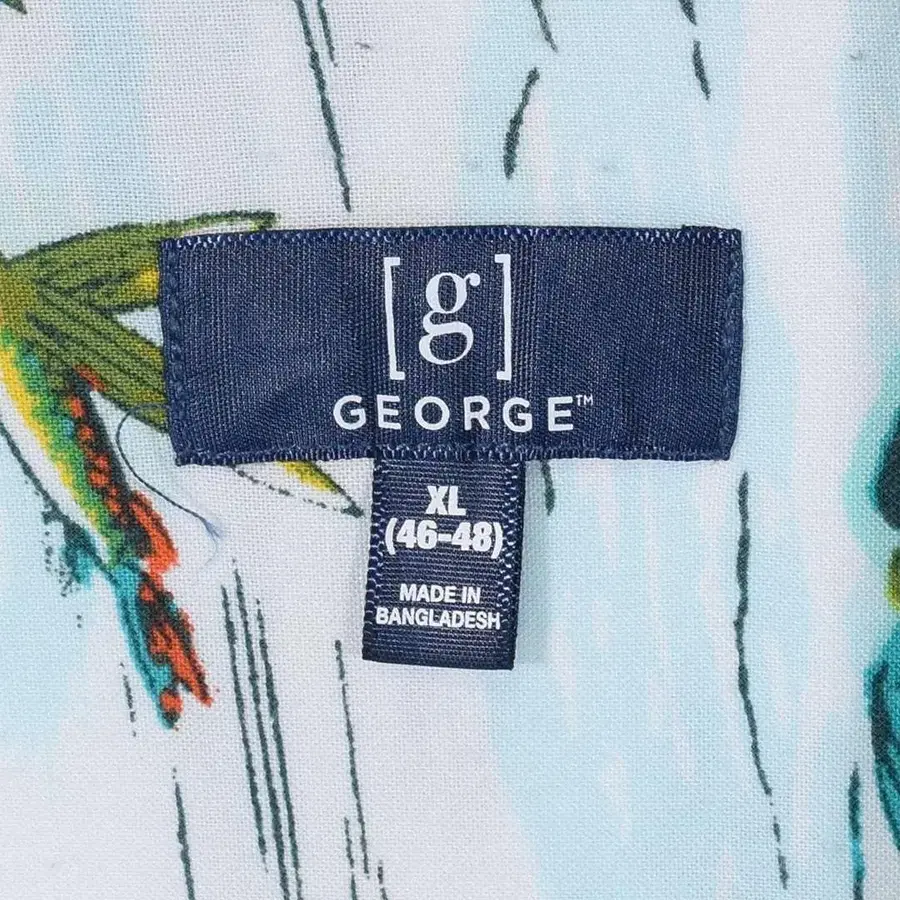 [g]
GEORGE™
XL
(46-48)
MADE IN
BANGLADESH